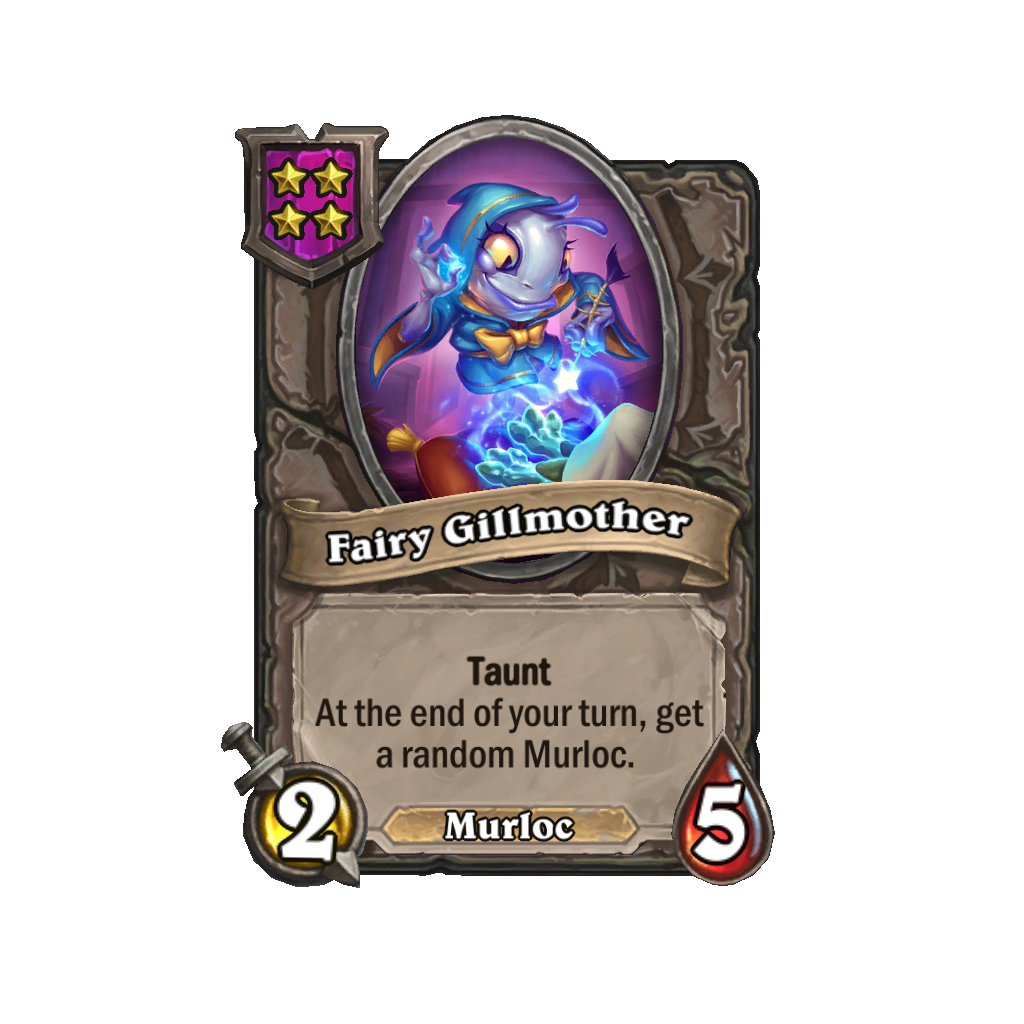 Fairy Gillmother
Taunt
At the end of your turn, get
a random Murloc.
2
Murloc
5